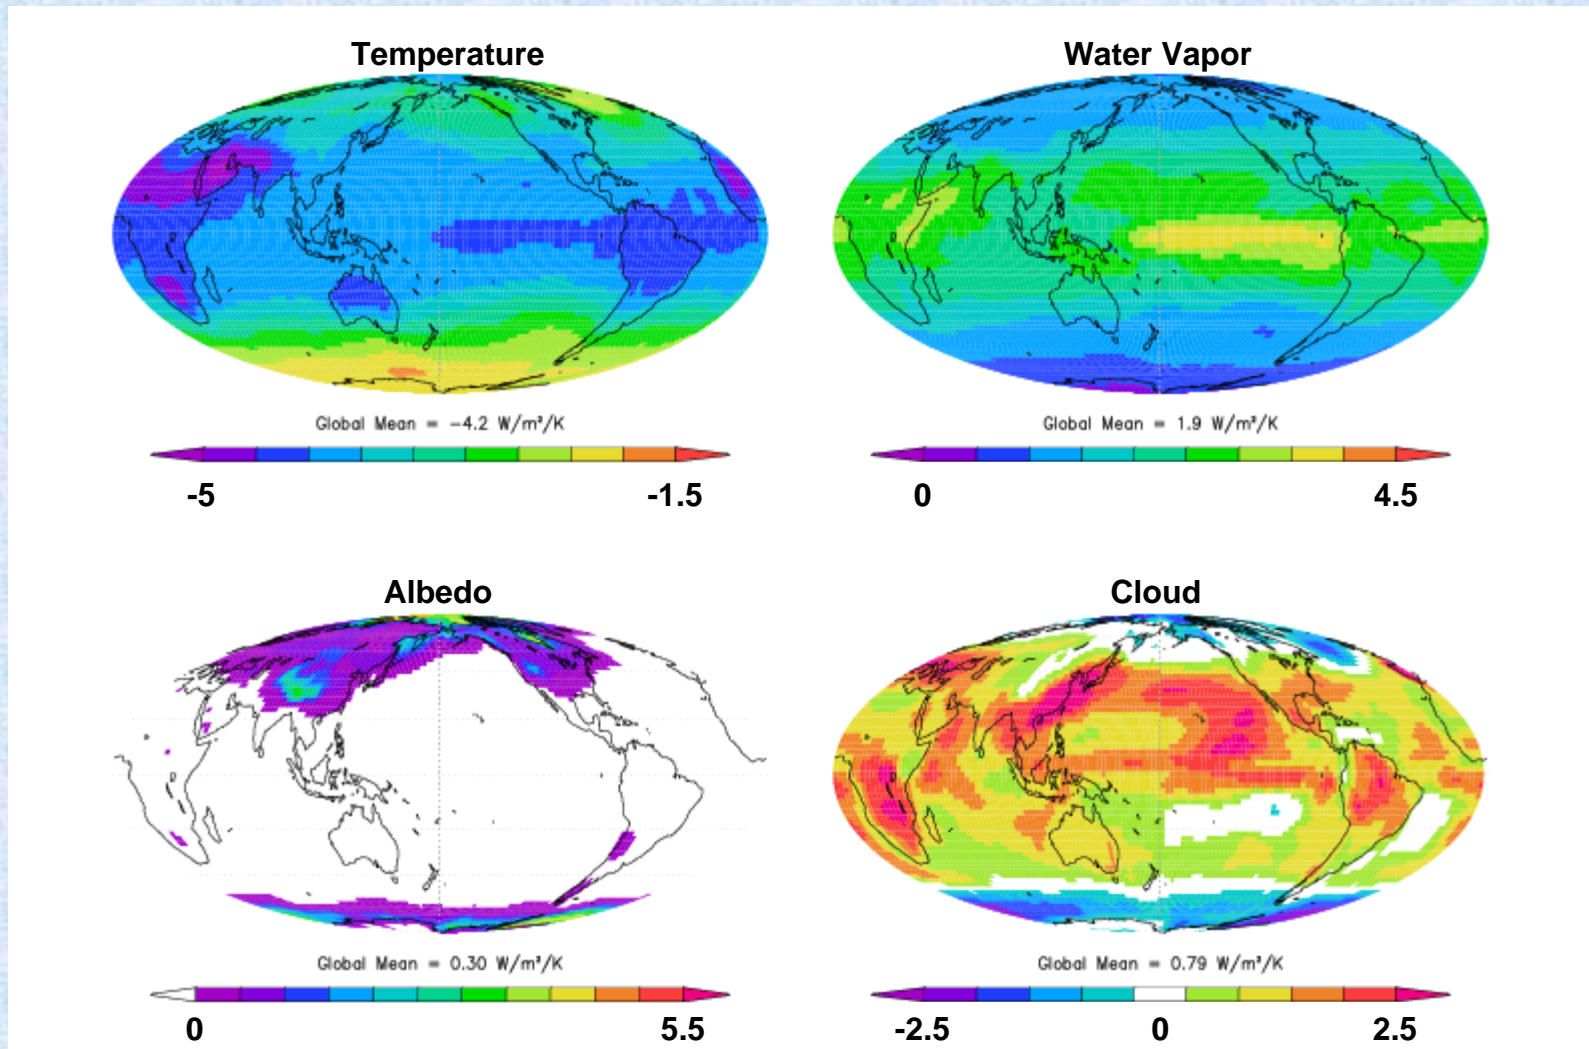 Temperature
Water Vapor
Global Mean = -4.2 W/m²/K
Global Mean = 1.9 W/m²/K
-5
-1.5
0
4.5
Albedo
Cloud
Global Mean = 0.30 W/m²/K
Global Mean = 0.79 W/m²/K
0
5.5
-2.5
0
2.5